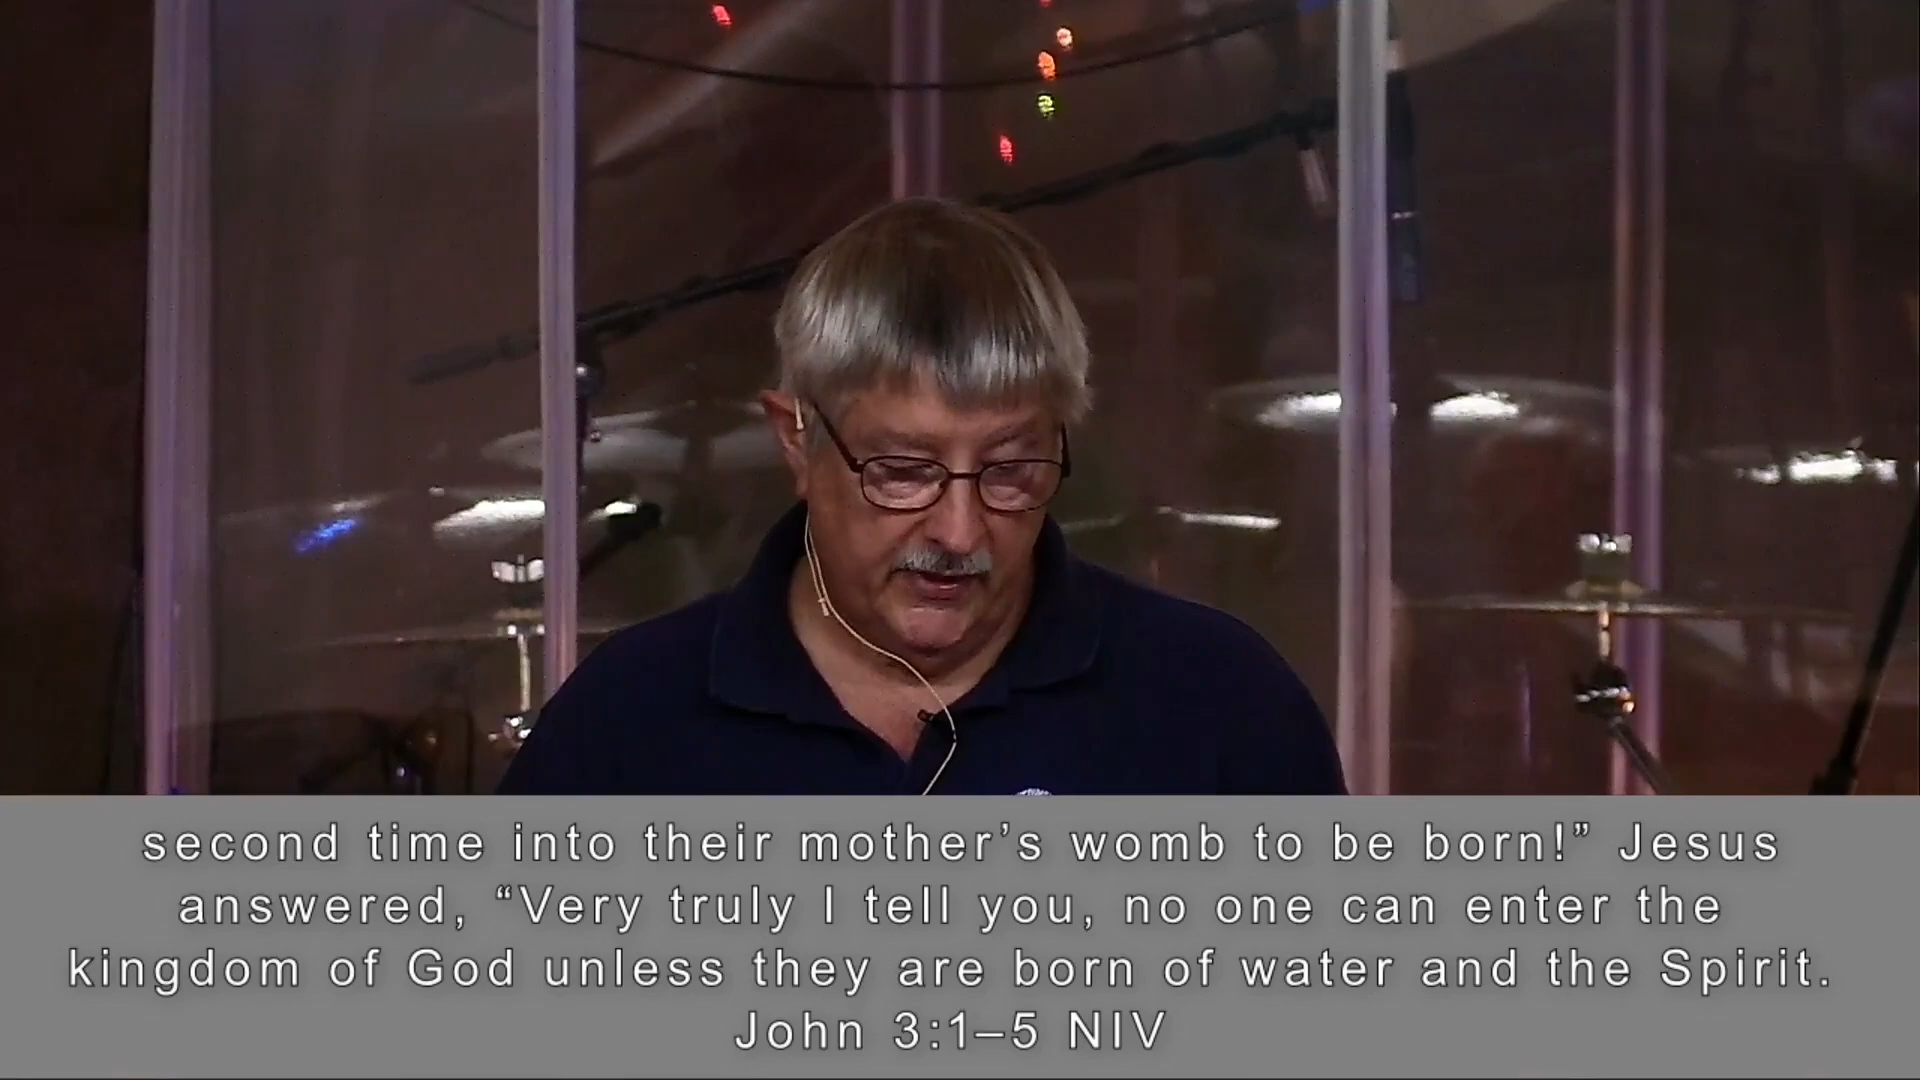 second time into their mother’s womb to be born!” Jesus
answered, “Very truly I tell you, no one can enter the
kingdom of God unless they are born of water and the Spirit.
John 3:1–5 NIV